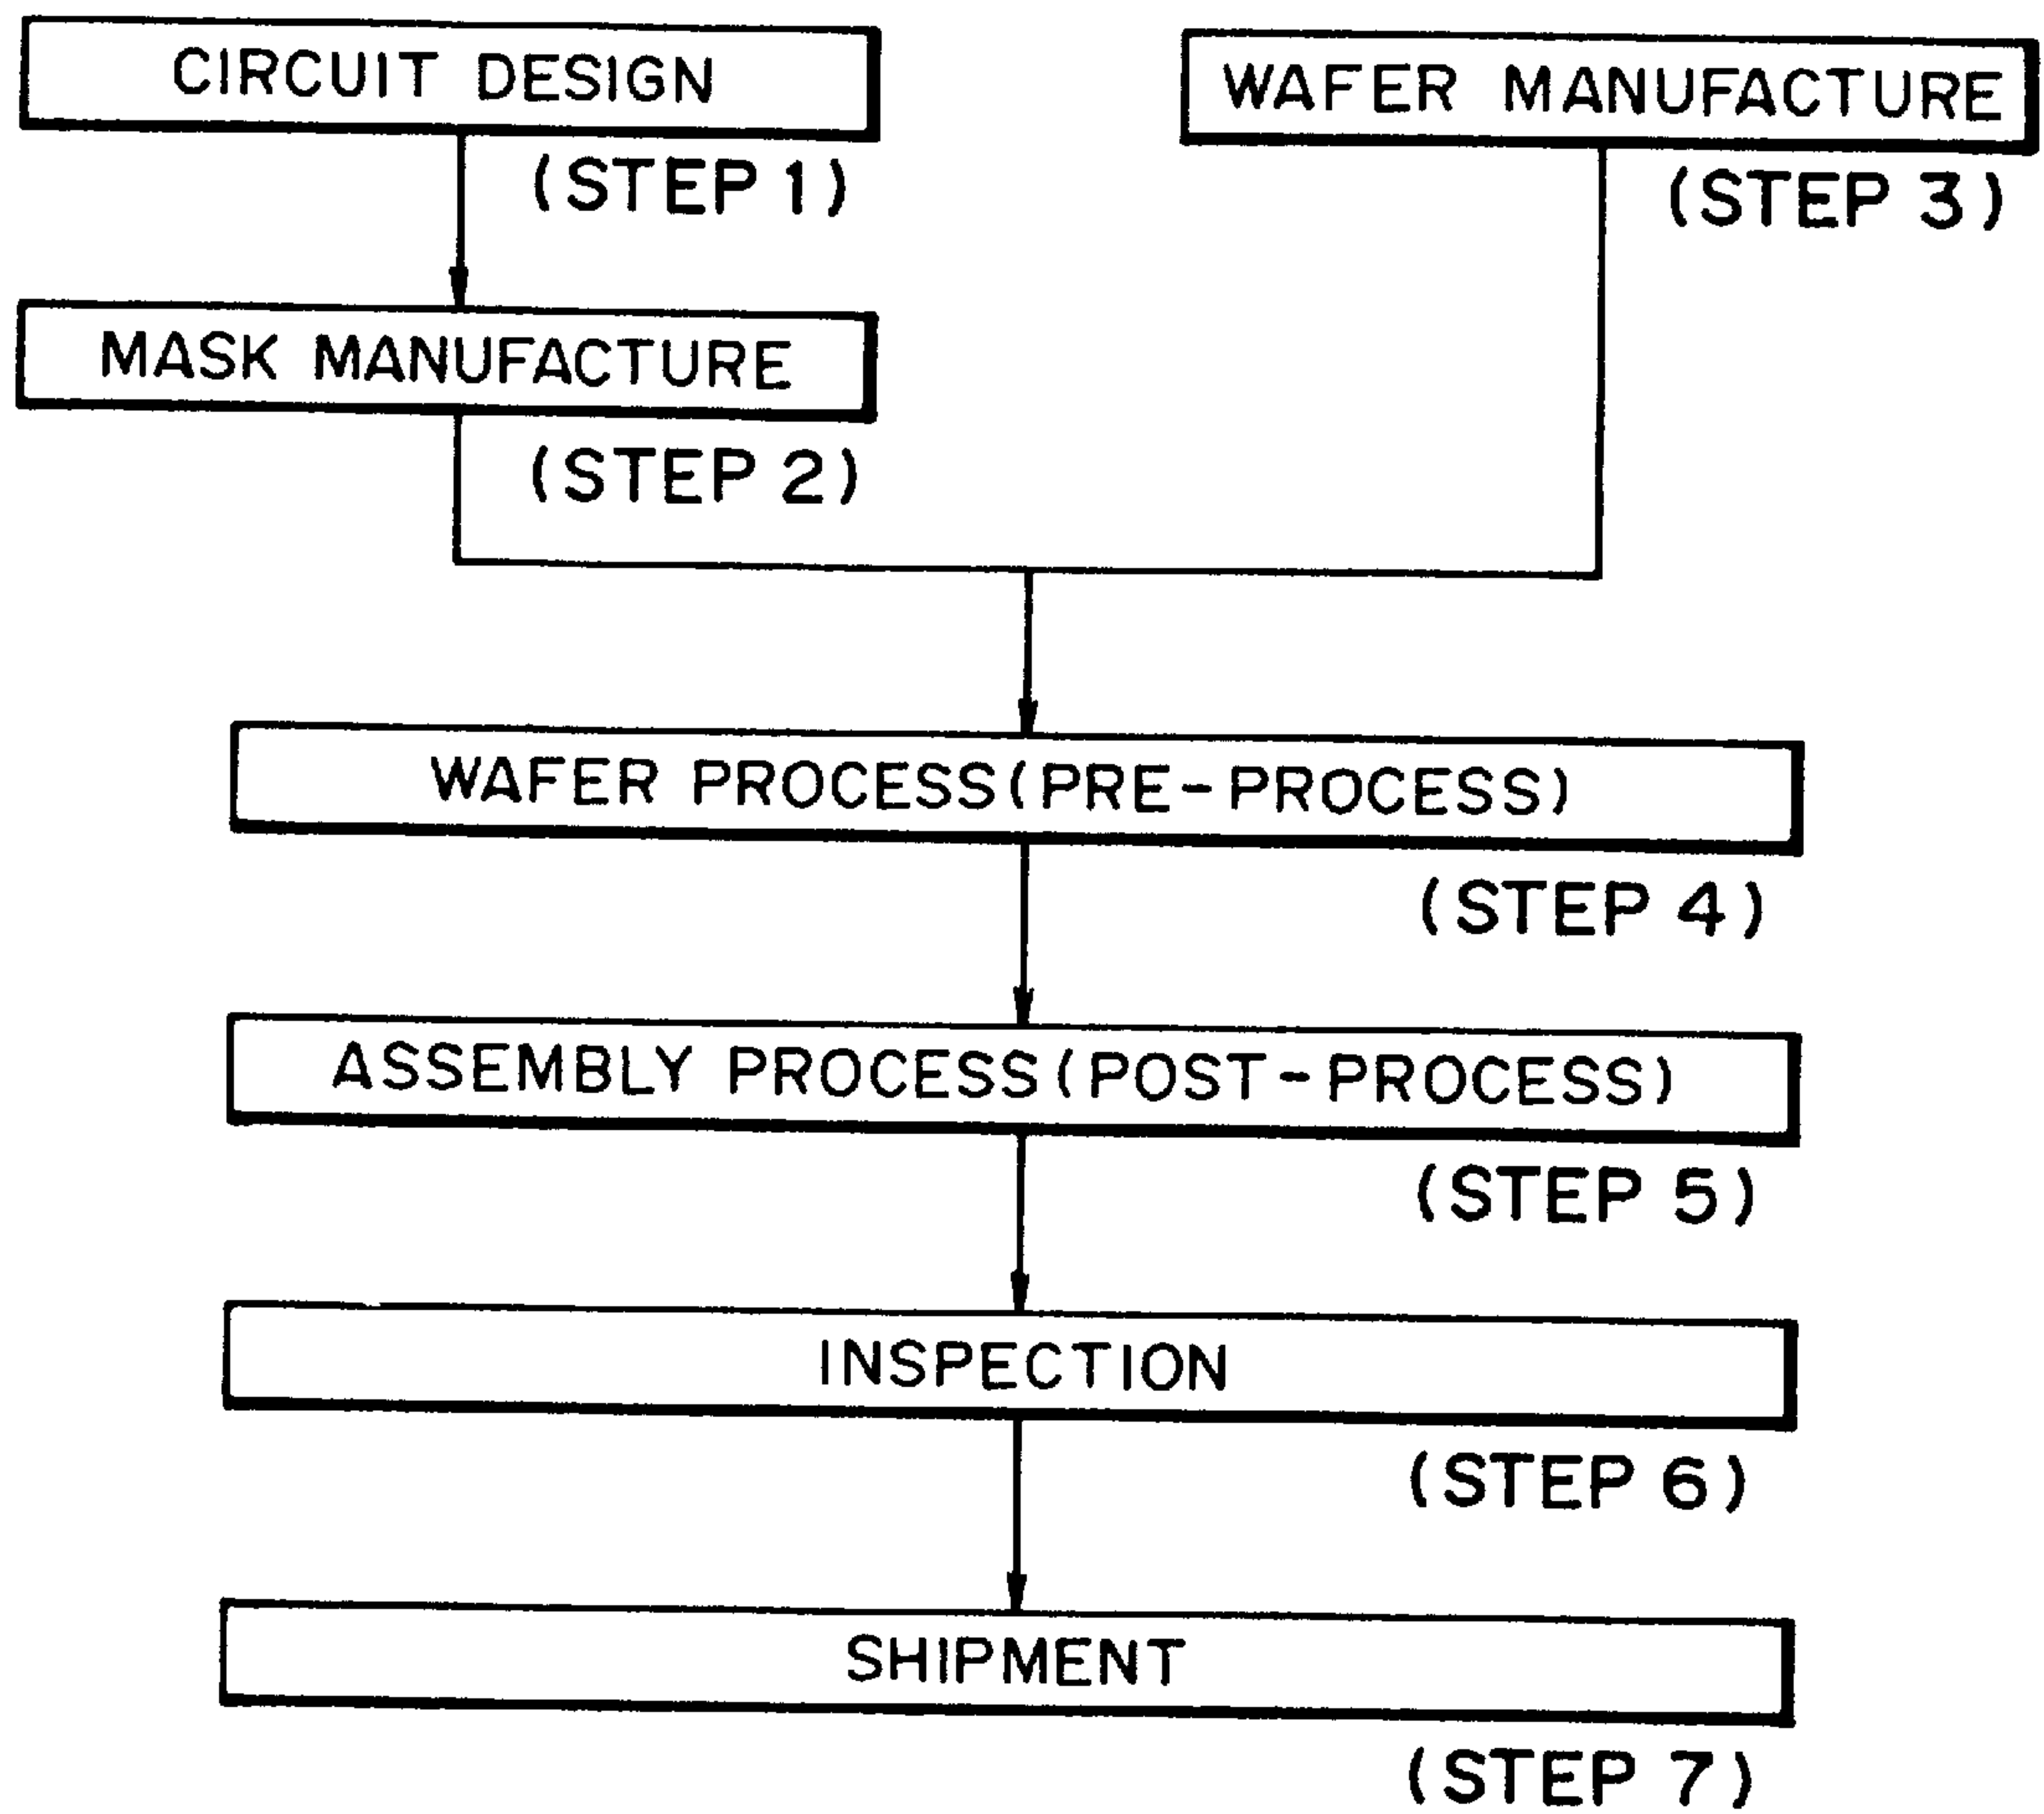 CIRCUIT DESIGN
(STEP 1)
WAFER MANUFACTURE
(STEP 3)
MASK MANUFACTURE
(STEP 2)
WAFER PROCESS(PRE-PROCESS)
(STEP 4)
ASSEMBLY PROCESS(POST-PROCESS)
(STEP 5)
INSPECTION
(STEP 6)
SHIPMENT
(STEP 7)